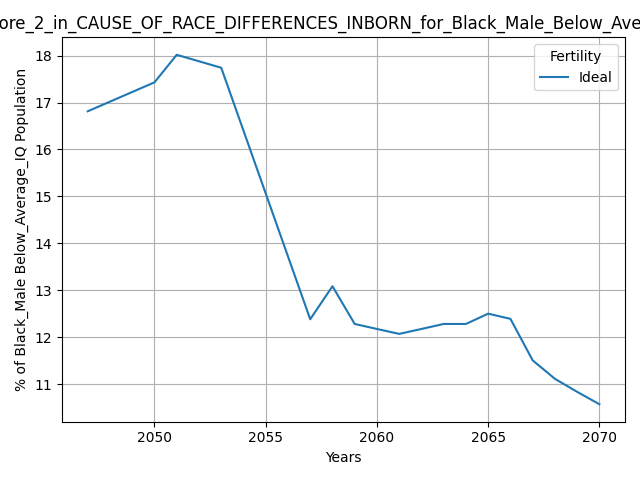 ore_2_in_CAUSE_OF_RACE_DIFFERENCES_INBORN_for_Black_Male_Below_Ave
Fertility
Ideal
% of Black_Male Below_Average_IQ Population
18
17
16
15
14
13
12
11
2050
2055
2060
2065
2070
Years